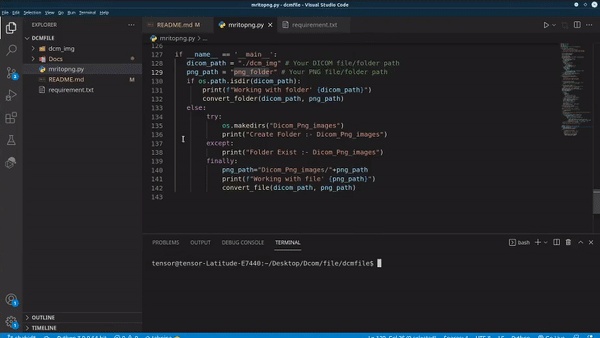 mritopng.py - dcmfile - Visual Studio Code
File Edit Selection View Go Run Terminal Help
EXPLORER
README.md M
mritopng.py ×
requirement.txt
DCMFILE
dcm_img
Docs
mritopng.py
README.md M
requirement.txt
mritopng.py > ...
126
127 if __name__ == '__main__':
128 dicom_path = "./dcm_img" # Your DICOM file/folder path
129 png_path = "png_folder" # Your PNG file/folder path
130 if os.path.isdir(dicom_path):
131 print(f"Working with folder' {dicom_path}")
132 convert_folder(dicom_path, png_path)
133 else:
134 try:
135 os.makedirs("Dicom_Png_images")
136 print("Create Folder :- Dicom_Png_images")
137 except:
138 print("Folder Exist :- Dicom_Png_images")
139 finally:
140 png_path="Dicom_Png_images/"+png_path
141 print(f"Working with file' {png_path}")
142 convert_file(dicom_path, png_path)
143
PROBLEMS OUTPUT DEBUG CONSOLE TERMINAL
bash
tensor@tensor-Latitude-E7440:~/Desktop/Dcom/file/dcmfile$
OUTLINE
TIMELINE